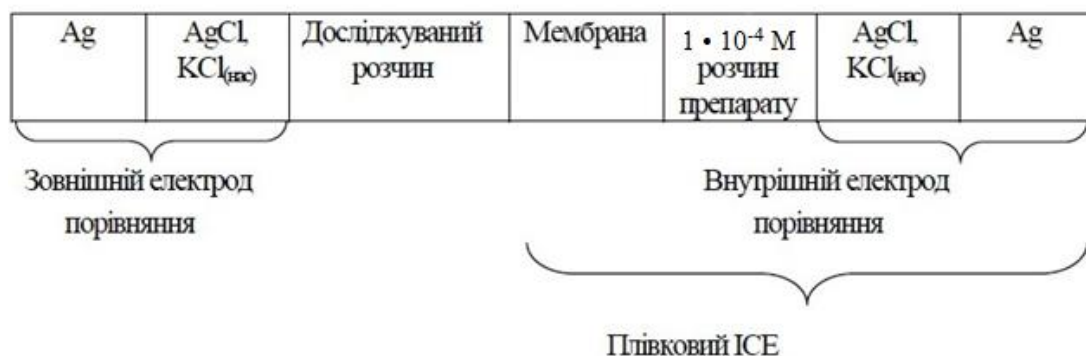 Ag
AgCl,
KCl(нас)
Досліджуваний
розчин
Мембрана
1 • 10⁻⁴ М
розчин
препарату
AgCl,
KCl(нас)
Ag
Зовнішній електрод
порівняння
Внутрішній електрод
порівняння
Плівковий ІСЕ